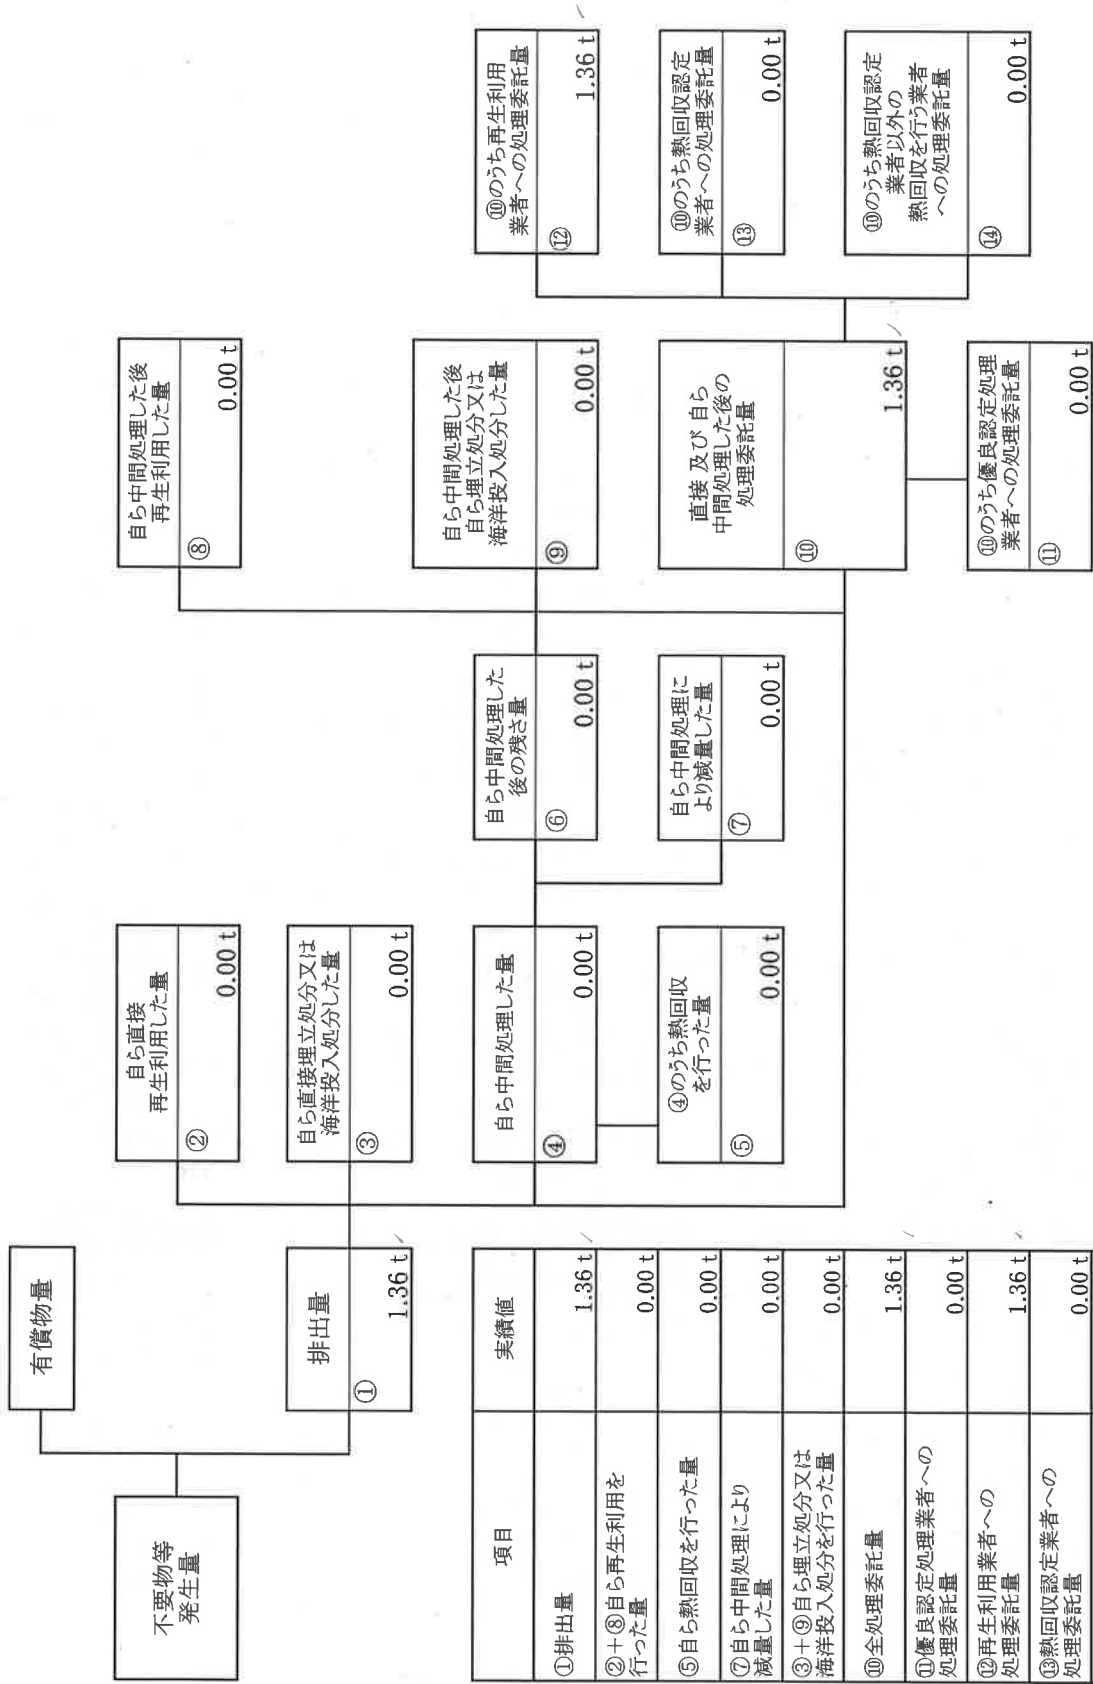 不要物等
発生量
有償物量
排出量
①
1.36 t
自ら直接
再生利用した量
②
0.00 t
自ら直接埋立処分又は
海洋投入処分した量
③
0.00 t
自ら中間処理した量
④
0.00 t
④のうち熱回収
を行った量
⑤
0.00 t
自ら中間処理した
後の残さ量
⑥
0.00 t
自ら中間処理に
より減量した量
⑦
0.00 t
自ら中間処理した後
再生利用した量
⑧
0.00 t
自ら中間処理した後
自ら埋立処分又は
海洋投入処分した量
⑨
0.00 t
直接 及び 自ら
中間処理した後の
処理委託量
⑩
1.36 t
⑩のうち優良認定処理
業者への処理委託量
⑪
0.00 t
⑩のうち再生利用
業者への処理委託量
⑫
1.36 t
⑩のうち熱回収認定
業者への処理委託量
⑬
0.00 t
⑩のうち熱回収認定
業者以外の
熱回収を行う業者
への処理委託量
⑭
0.00 t
項目
実績値
①排出量
1.36 t
②+⑧自ら再生利用を
行った量
0.00 t
⑤自ら熱回収を行った量
0.00 t
⑦自ら中間処理により
減量した量
0.00 t
③+⑨自ら埋立処分又は
海洋投入処分を行った量
0.00 t
⑩全処理委託量
1.36 t
⑪優良認定処理業者への
処理委託量
0.00 t
⑫再生利用業者への
処理委託量
1.36 t
⑬熱回収認定業者への
処理委託量
0.00 t